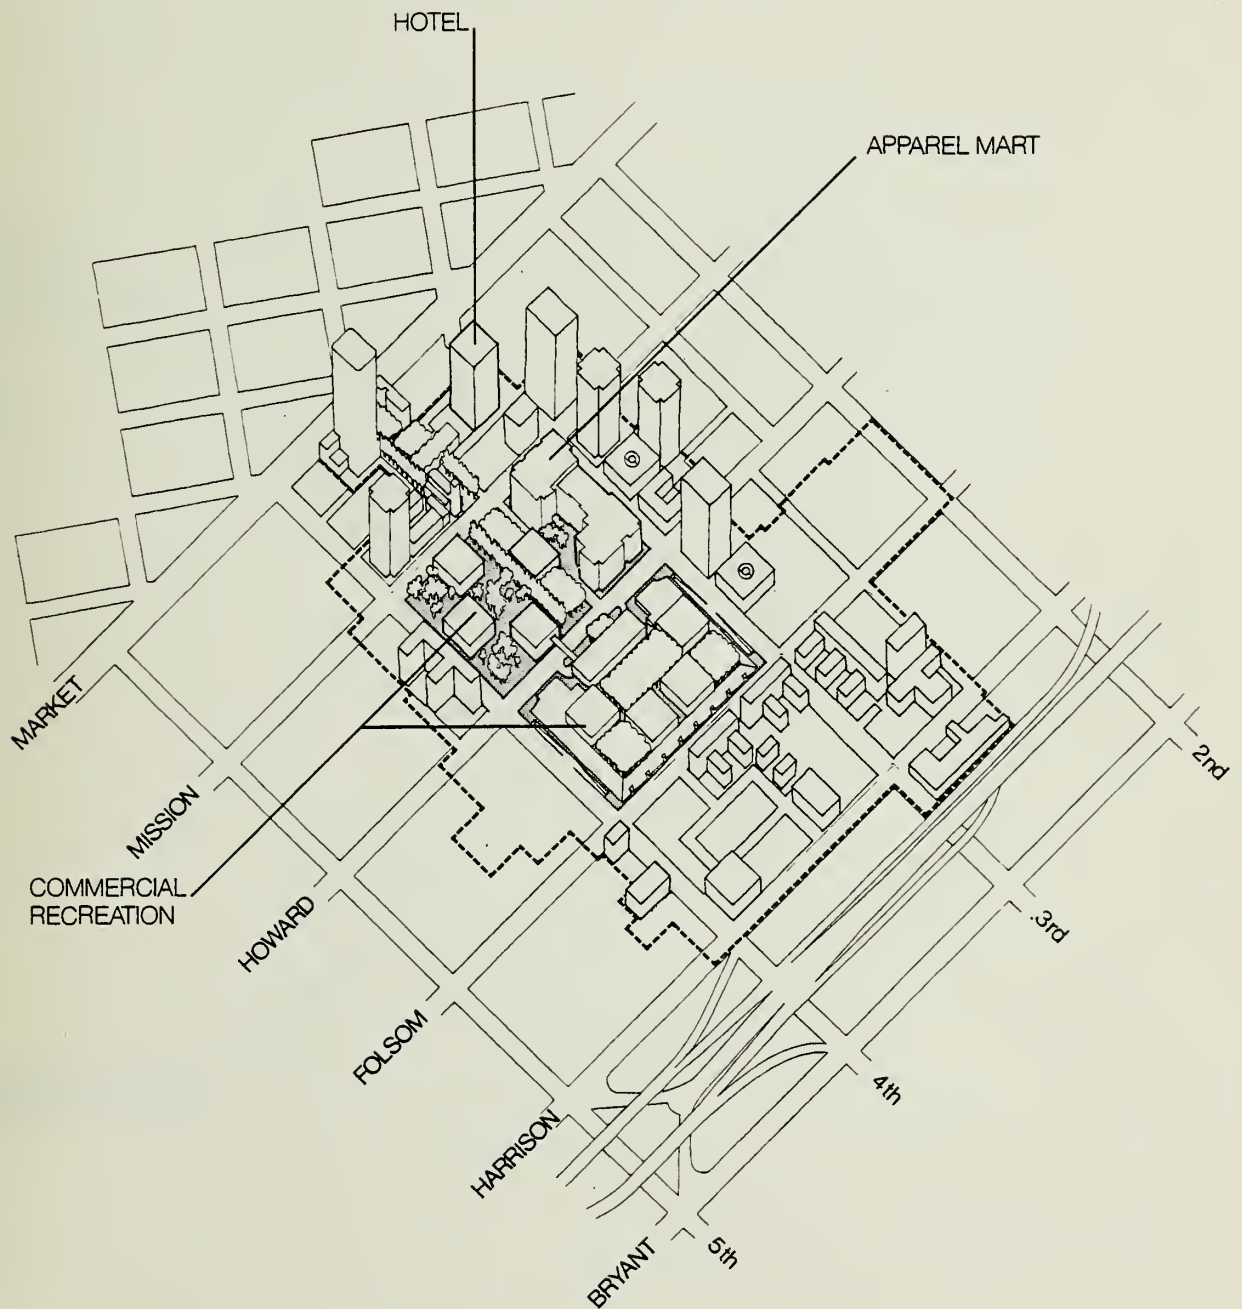 HOTEL
APPAREL MART
MARKET
MISSION
COMMERCIAL
RECREATION
HOWARD
FOLSOM
HARRISON
BRYANT
2nd
3rd
4th
5th